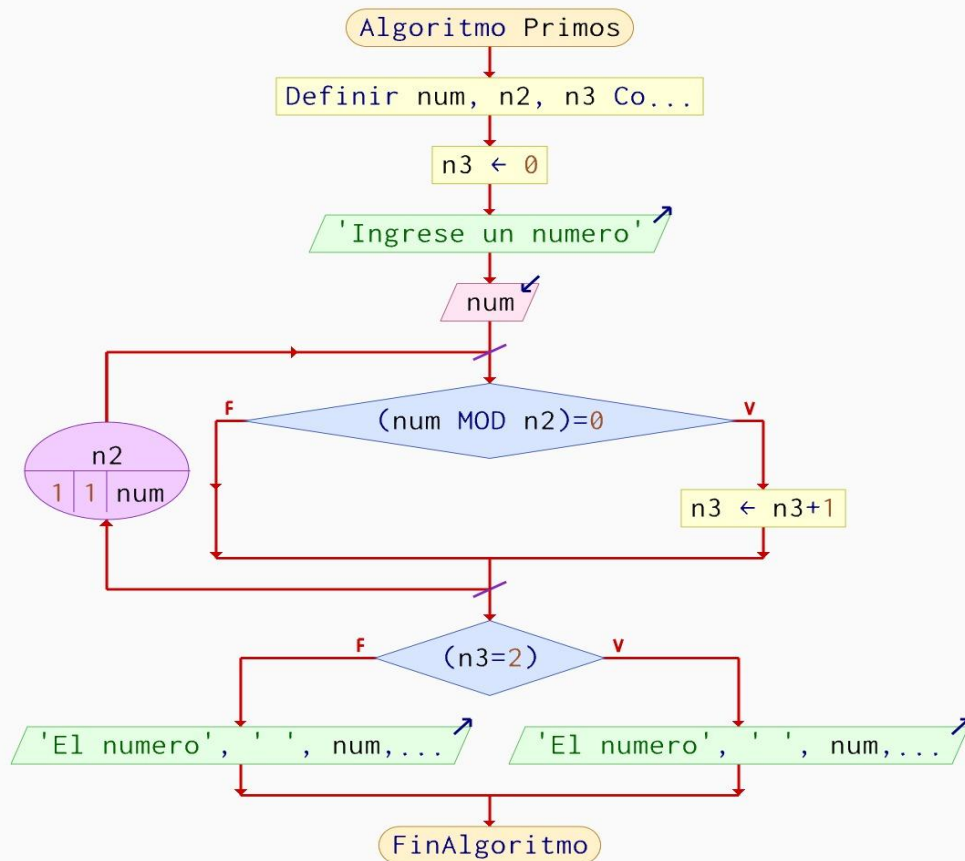 Algoritmo Primos
Definir num, n2, n3 Co...
n3 ← 0
'Ingrese un numero'
num
F
(num MOD n2)=0
V
n2
1 1 num
n3 ← n3+1
F
(n3=2)
V
'El numero', ' ', num,...
'El numero', ' ', num,...
FinAlgoritmo